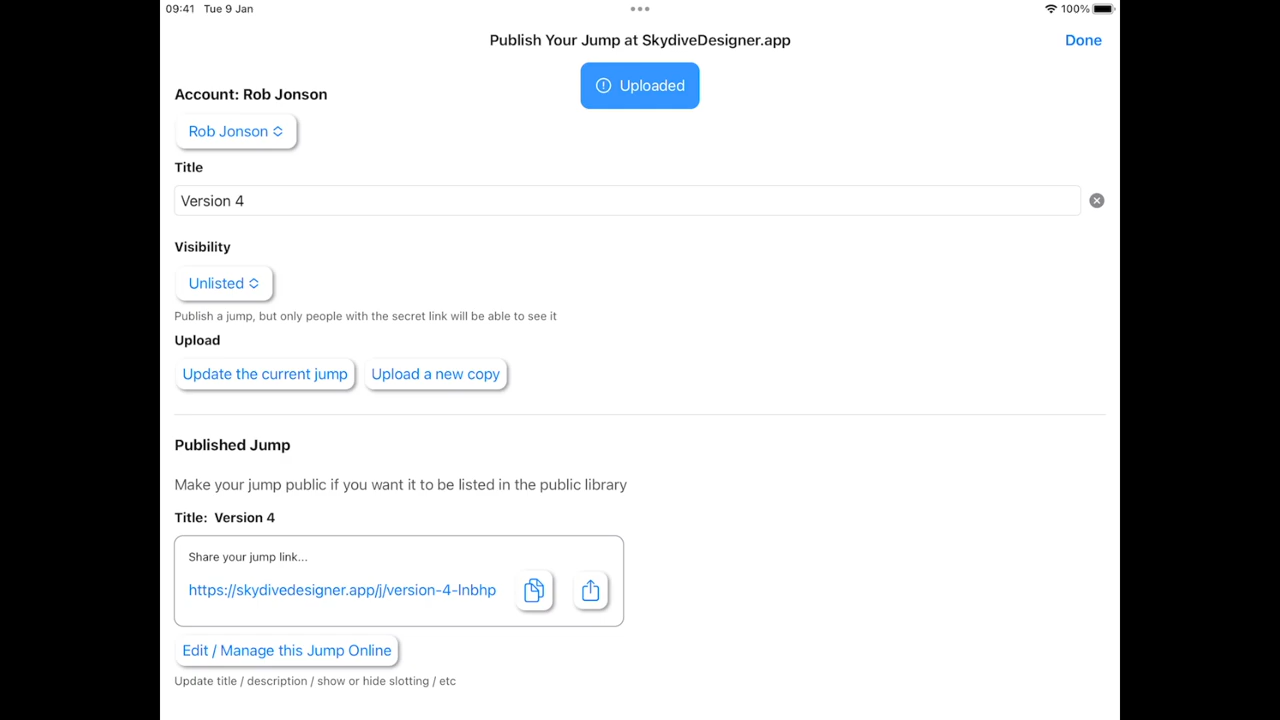 09:41 Tue 9 Jan
100%
Publish Your Jump at SkydiveDesigner.app
Done
Uploaded
Account: Rob Jonson
Rob Jonson
Title
Version 4
Visibility
Unlisted
Publish a jump, but only people with the secret link will be able to see it
Upload
Update the current jump
Upload a new copy
Published Jump
Make your jump public if you want it to be listed in the public library
Title: Version 4
Share your jump link...
https://skydivedesigner.app/j/version-4-lnbhp
Edit / Manage this Jump Online
Update title / description / show or hide slotting / etc